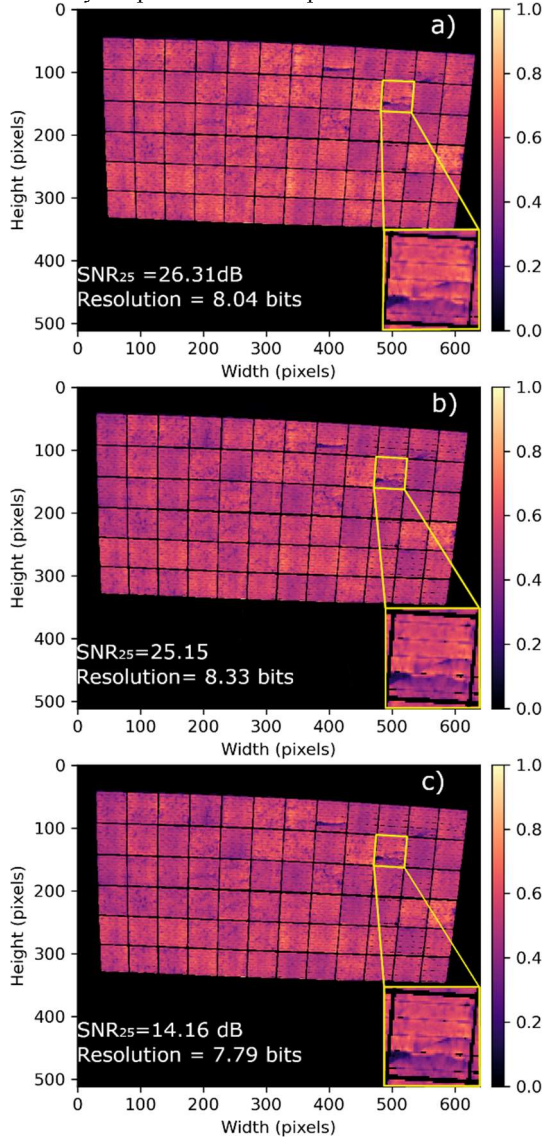 a)
0
100
200
300
400
500
Height (pixels)
SNR₂₅ =26.31dB
Resolution = 8.04 bits
0 100 200 300 400 500 600
Width (pixels)
1.0
0.8
0.6
0.4
0.2
0.0
b)
0
100
200
300
400
500
Height (pixels)
SNR₂₅=25.15
Resolution= 8.33 bits
0 100 200 300 400 500 600
Width (pixels)
1.0
0.8
0.6
0.4
0.2
0.0
c)
0
100
200
300
400
500
Height (pixels)
SNR₂₅=14.16 dB
Resolution = 7.79 bits
0 100 200 300 400 500 600
Width (pixels)
1.0
0.8
0.6
0.4
0.2
0.0